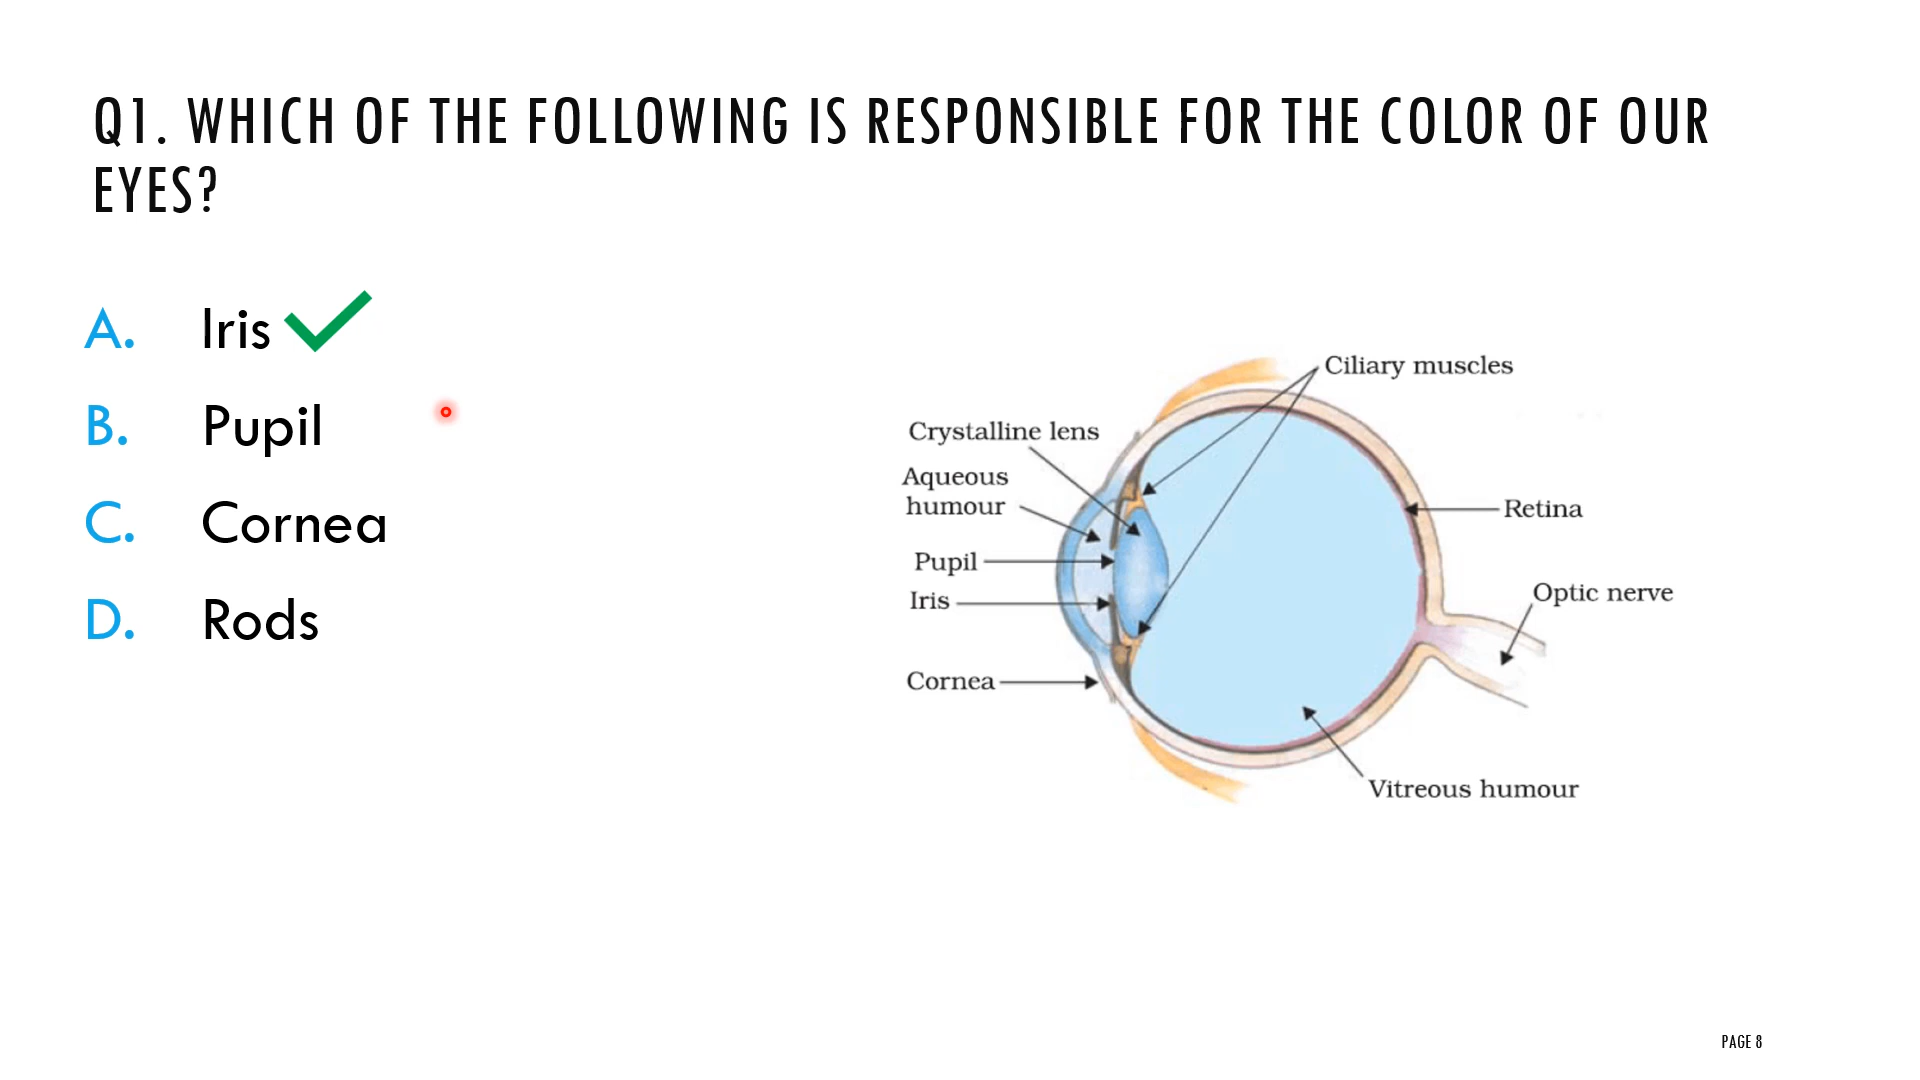 Q1. WHICH OF THE FOLLOWING IS RESPONSIBLE FOR THE COLOR OF OUR
EYES?
A. Iris
B. Pupil
C. Cornea
D. Rods
Ciliary muscles
Crystalline lens
Aqueous
humour
Pupil
Iris
Cornea
Retina
Optic nerve
Vitreous humour
PAGE 8